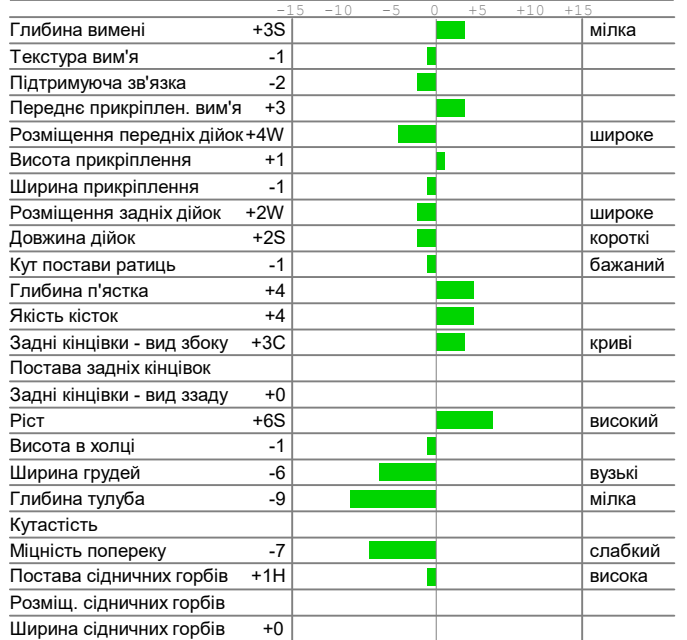 -15 -10 -5 0 +5 +10 +15
Глибина вимені +3S мілка
Текстура вим'я -1
Підтримуюча зв'язка -2
Переднє прикріплен. вим'я +3
Розміщення передніх дійок +4W широке
Висота прикріплення +1
Ширина прикріплення -1
Розміщення задніх дійок +2W широке
Довжина дійок +2S короткі
Кут постави ратиць -1 бажаний
Глибина п'ястка +4
Якість кісток +4
Задні кінцівки - вид збоку +3C криві
Постава задніх кінцівок
Задні кінцівки - вид ззаду +0
Ріст +6S високий
Висота в холці -1
Ширина грудей -6 вузькі
Глибина тулуба -9 мілка
Кутастість
Міцність попереку -7 слабкий
Постава сідничних горбів +1H висока
Розміщ. сідничних горбів
Ширина сідничних горбів +0